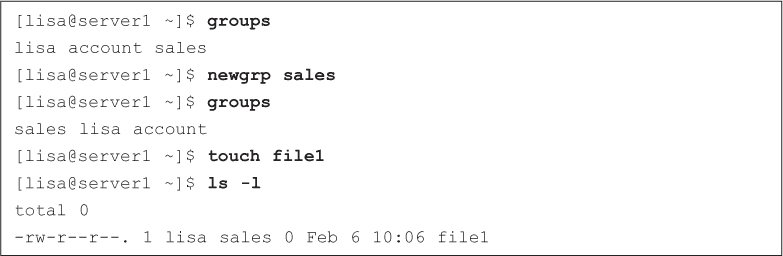 [lisa@server1 ~]$ groups
lisa account sales
[lisa@server1 ~]$ newgrp sales
[lisa@server1 ~]$ groups
sales lisa account
[lisa@server1 ~]$ touch file1
[lisa@server1 ~]$ ls -l
total 0
-rw-r--r--. 1 lisa sales 0 Feb 6 10:06 file1